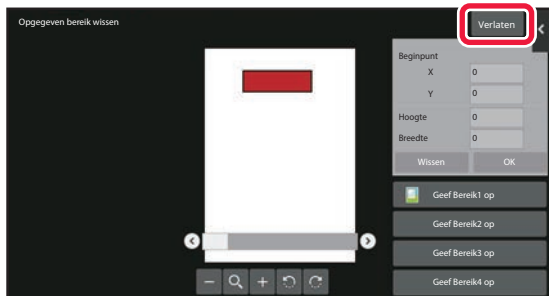 Opgegeven bereik wissen
Verlaten
Beginpunt
X 0
Y 0
Hoogte 0
Breedte 0
Wissen OK
Geef Bereik1 op
Geef Bereik2 op
Geef Bereik3 op
Geef Bereik4 op